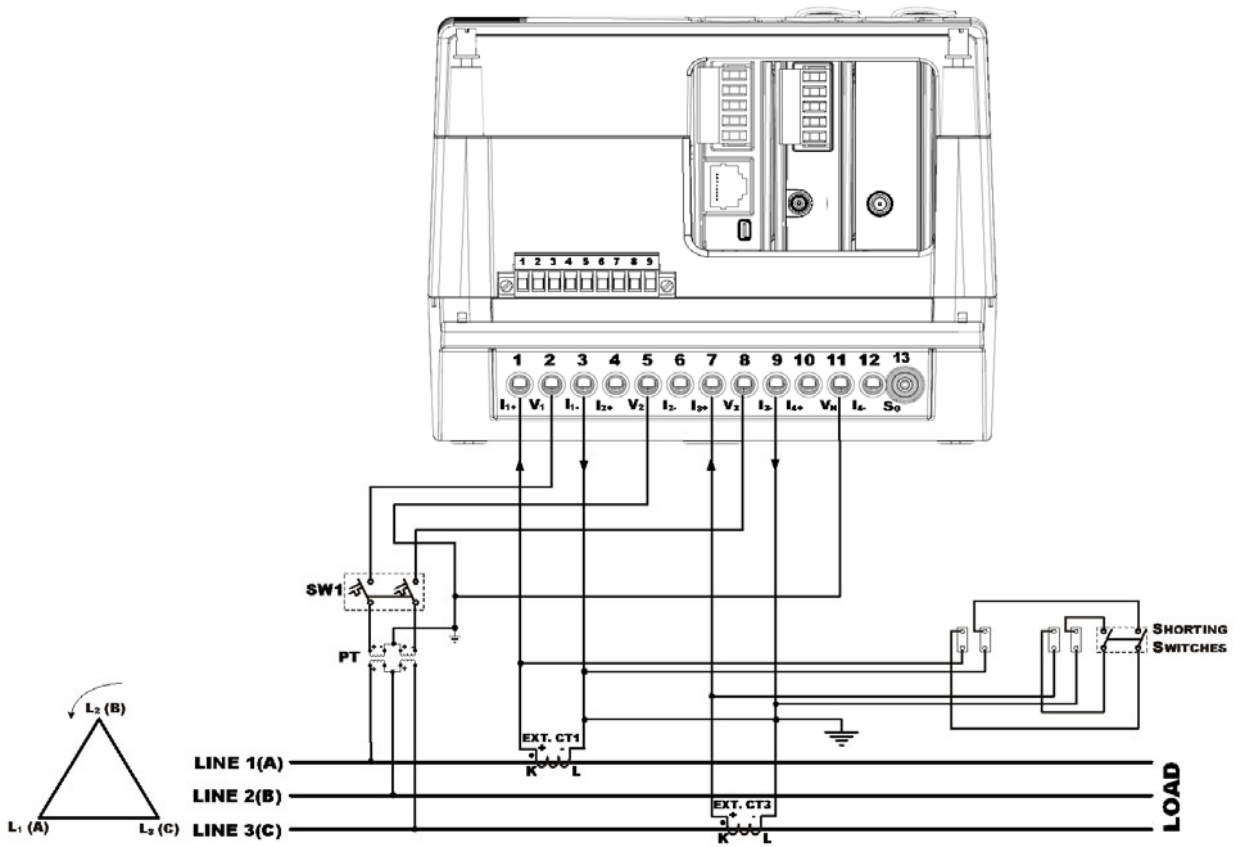 1 2 3 4 5 6 7 8 9
1 2 3 4 5 6 7 8 9 10 11 12 13
I₁₊ V₁ I₁₋ I₂₊ V₂ I₂₋ I₃₊ V₃ I₃₋ I₄₊ Vɴ I₄₋ S₀
SW1
PT
SHORTING
SWITCHES
L₂ (B)
L₁ (A)
L₃ (C)
EXT. CT1
+ -
K L
LINE 1(A)
LINE 2(B)
EXT. CT3
+ -
K L
LINE 3(C)
LOAD